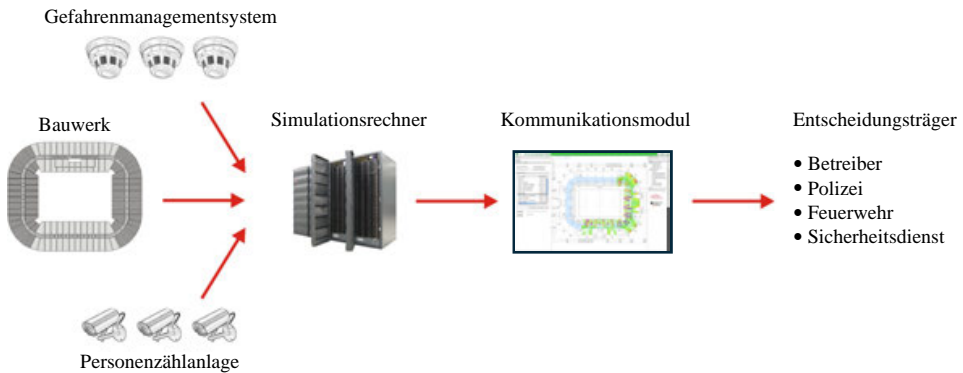 Gefahrenmanagementsystem
Bauwerk
Simulationsrechner
Kommunikationsmodul
Entscheidungsträger
• Betreiber
• Polizei
• Feuerwehr
• Sicherheitsdienst
Personenzählanlage